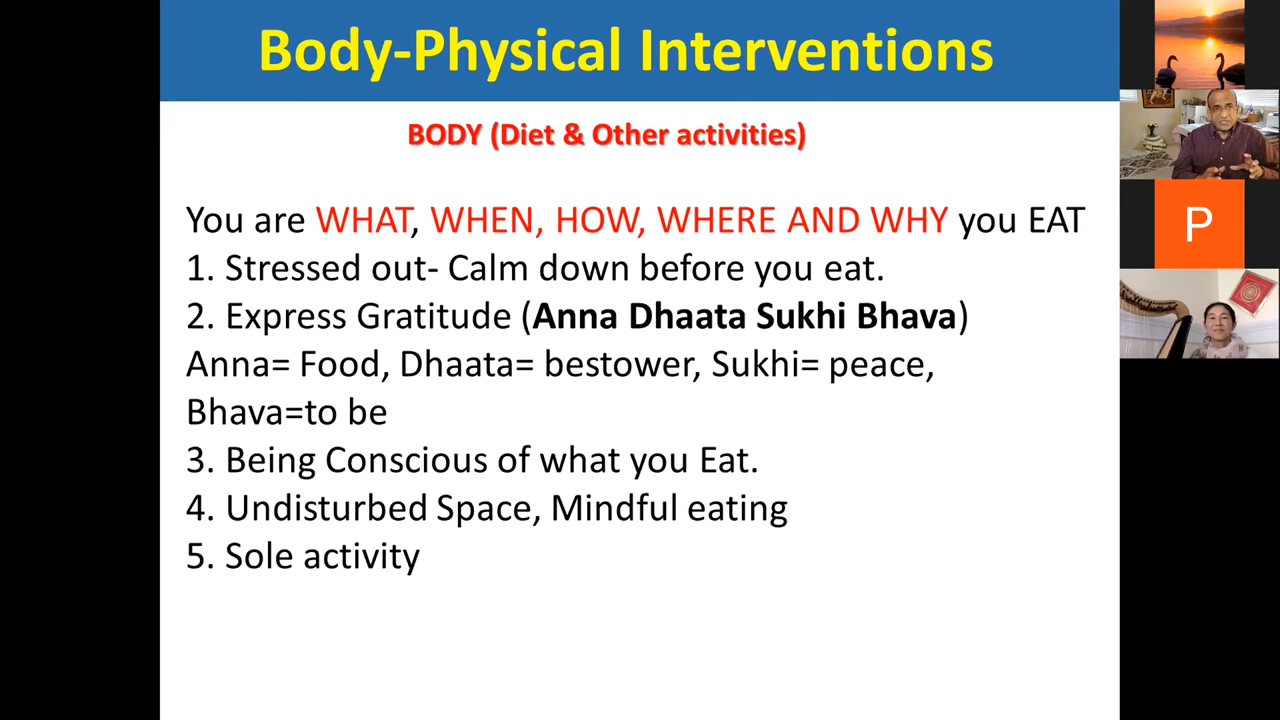 Body-Physical Interventions
BODY (Diet & Other activities)
You are WHAT, WHEN, HOW, WHERE AND WHY you EAT
1. Stressed out- Calm down before you eat.
2. Express Gratitude (Anna Dhaata Sukhi Bhava)
Anna= Food, Dhaata= bestower, Sukhi= peace,
Bhava=to be
3. Being Conscious of what you Eat.
4. Undisturbed Space, Mindful eating
5. Sole activity
P